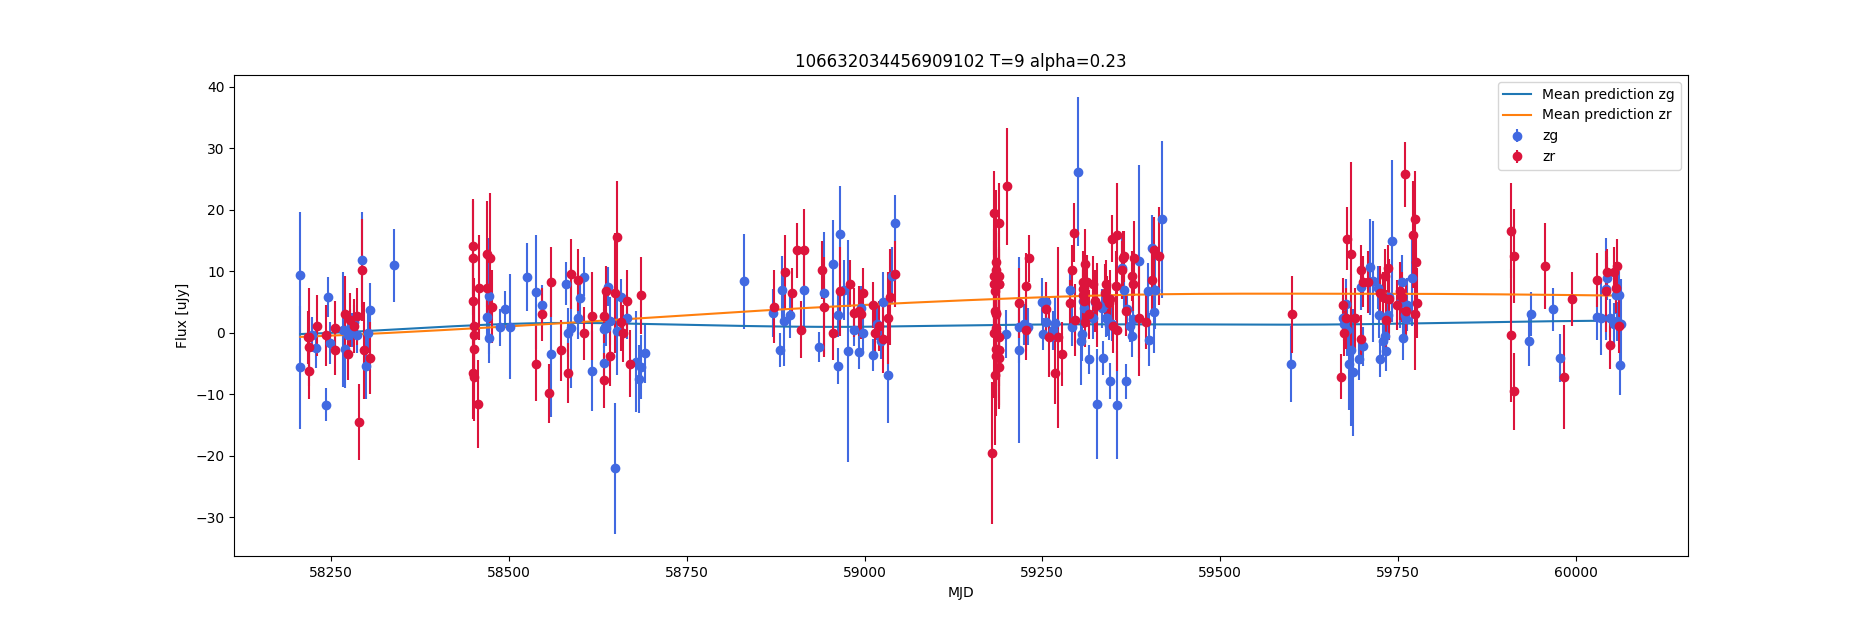 106632034456909102 T=9 alpha=0.23
Mean prediction zg
Mean prediction zr
zg
zr
Flux [uJy]
40
30
20
10
0
−10
−20
−30
58250 58500 58750 59000 59250 59500 59750 60000
MJD